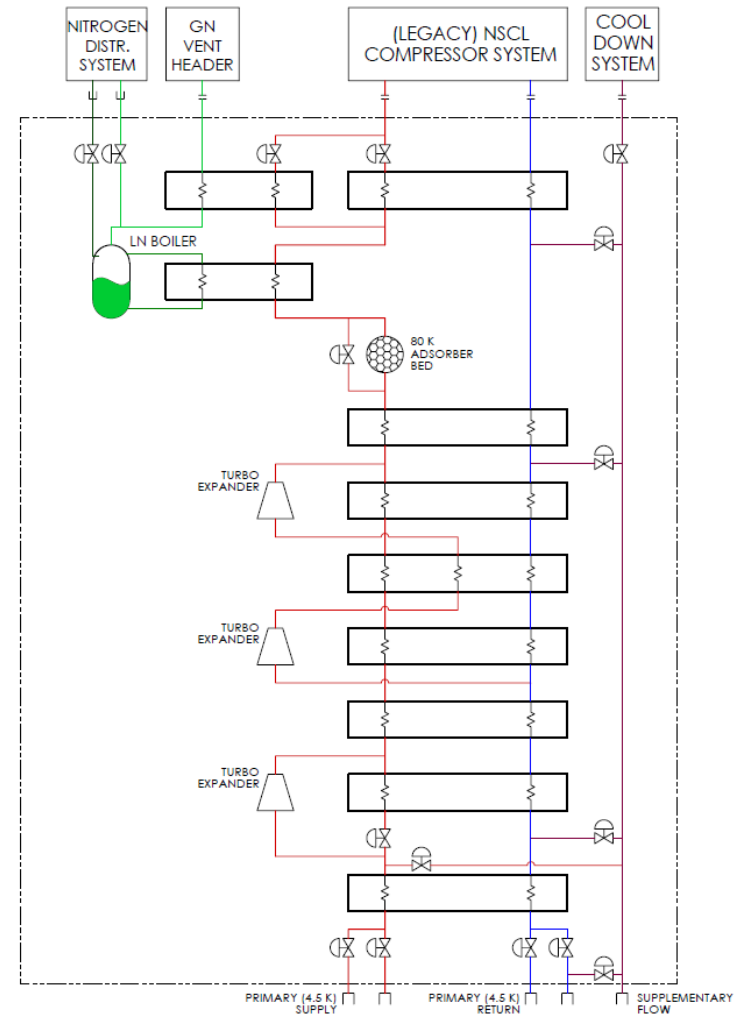 NITROGEN
DISTR.
SYSTEM
GN
VENT
HEADER
(LEGACY) NSCL
COMPRESSOR SYSTEM
COOL
DOWN
SYSTEM
LN BOILER
80 K
ADSORBER
BED
TURBO
EXPANDER
TURBO
EXPANDER
TURBO
EXPANDER
PRIMARY (4.5 K)
SUPPLY
PRIMARY (4.5 K)
RETURN
SUPPLEMENTARY
FLOW